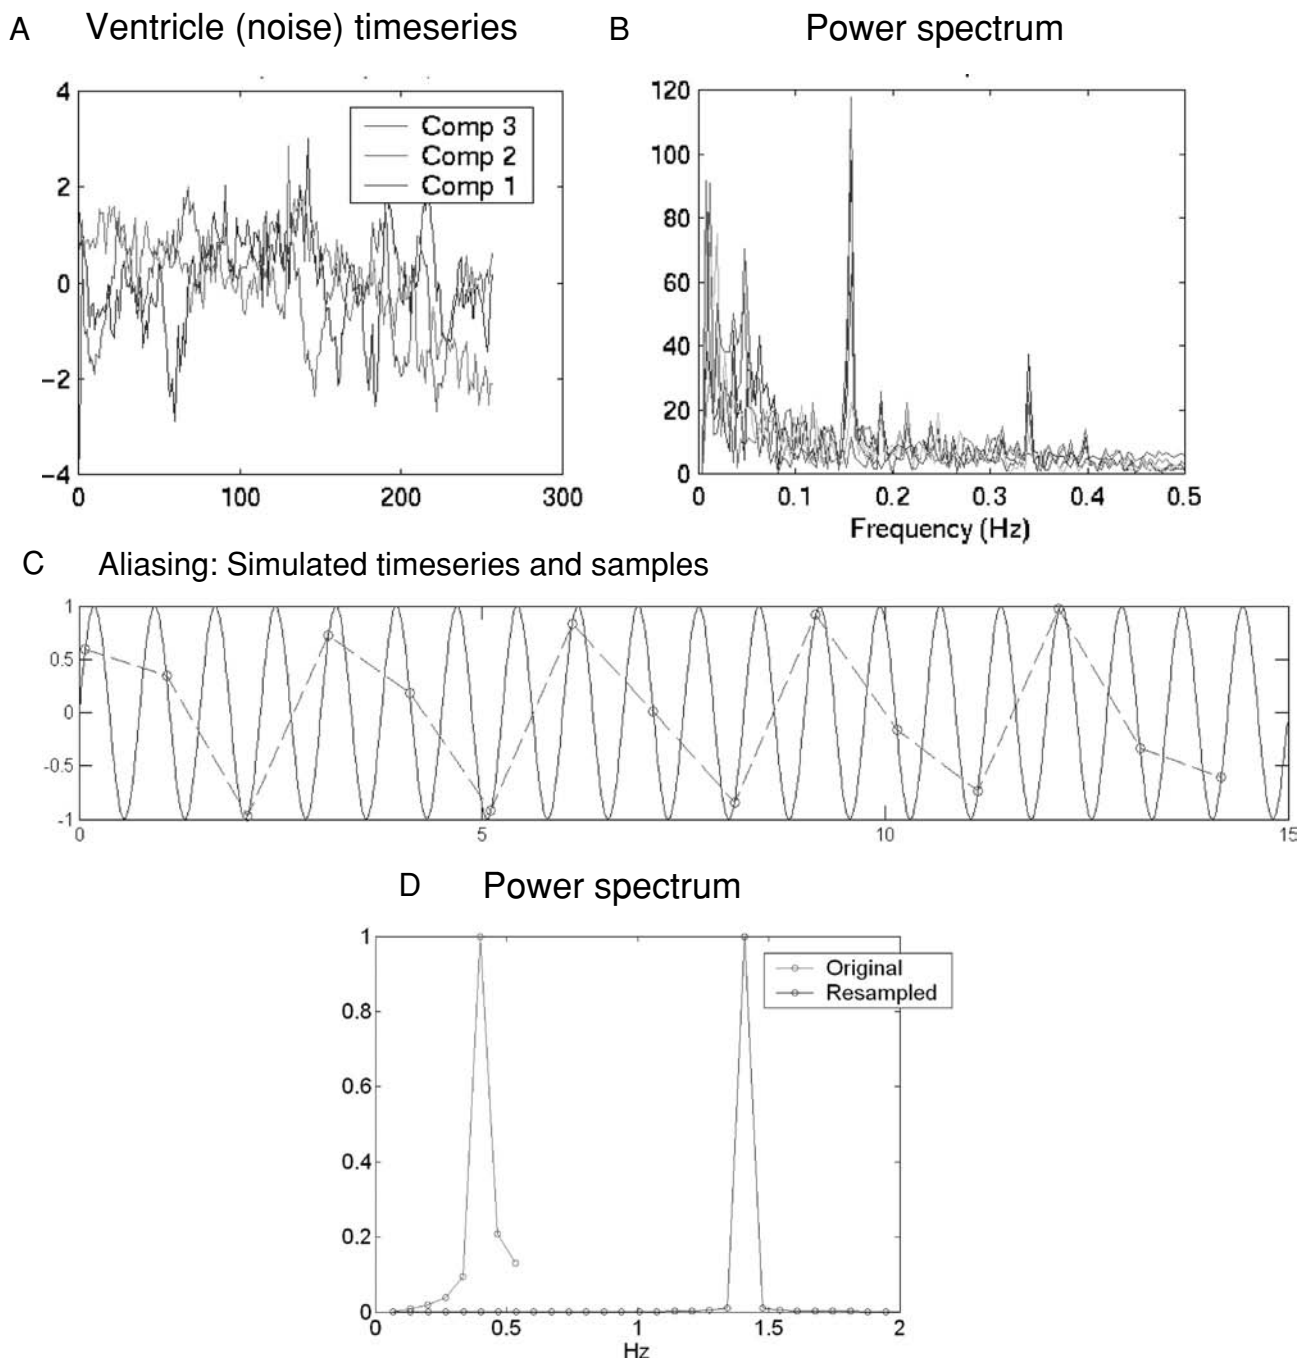 A Ventricle (noise) timeseries
4
2
0
−2
−4
0 100 200 300
Comp 3
Comp 2
Comp 1
B Power spectrum
120
100
80
60
40
20
0
0 0.1 0.2 0.3 0.4 0.5
Frequency (Hz)
C Aliasing: Simulated timeseries and samples
1
0.5
0
-0.5
-1
0 5 10 15
D Power spectrum
1
0.8
0.6
0.4
0.2
0
0 0.5 1 1.5 2
Hz
Original
Resampled